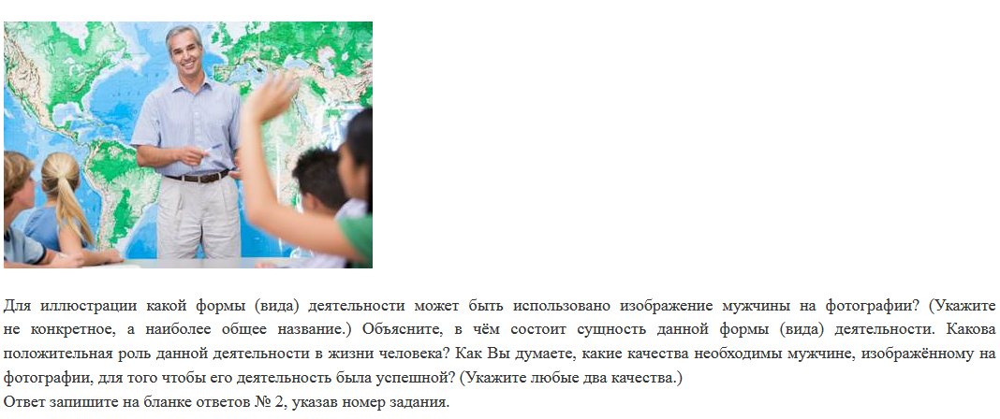 Для иллюстрации какой формы (вида) деятельности может быть использовано изображение мужчины на фотографии? (Укажите
не конкретное, а наиболее общее название.) Объясните, в чём состоит сущность данной формы (вида) деятельности. Какова
положительная роль данной деятельности в жизни человека? Как Вы думаете, какие качества необходимы мужчине, изображённому на
фотографии, для того чтобы его деятельность была успешной? (Укажите любые два качества.)
Ответ запишите на бланке ответов № 2, указав номер задания.